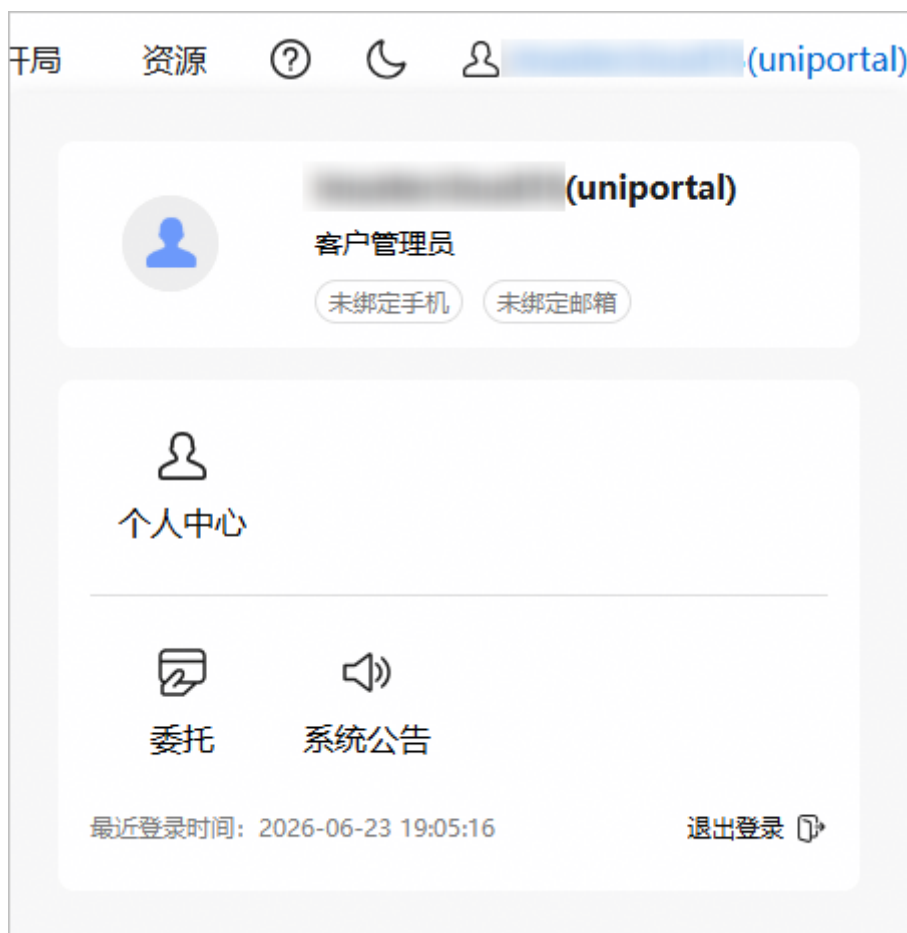 开局 资源 (uniportal)
(uniportal)
客户管理员
未绑定手机 未绑定邮箱
个人中心
委托 系统公告
最近登录时间：2026-06-23 19:05:16 退出登录